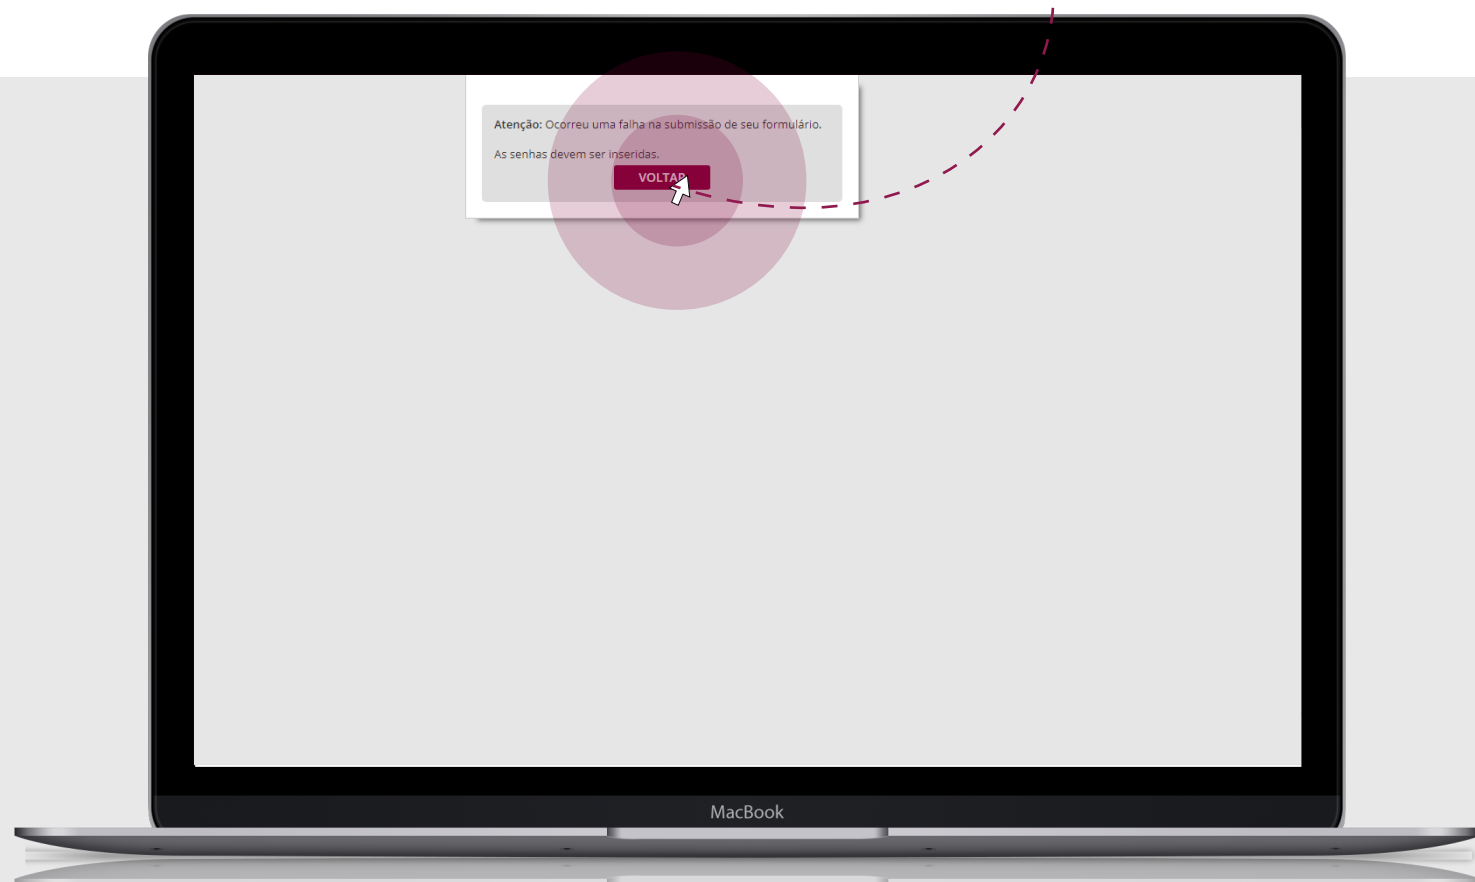 Atenção: Ocorreu uma falha na submissão de seu formulário.
As senhas devem ser inseridas.
VOLTAR
MacBook